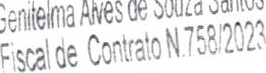 Genitelma Alves de Souza Santos
Fiscal de Contrato N.758/2023